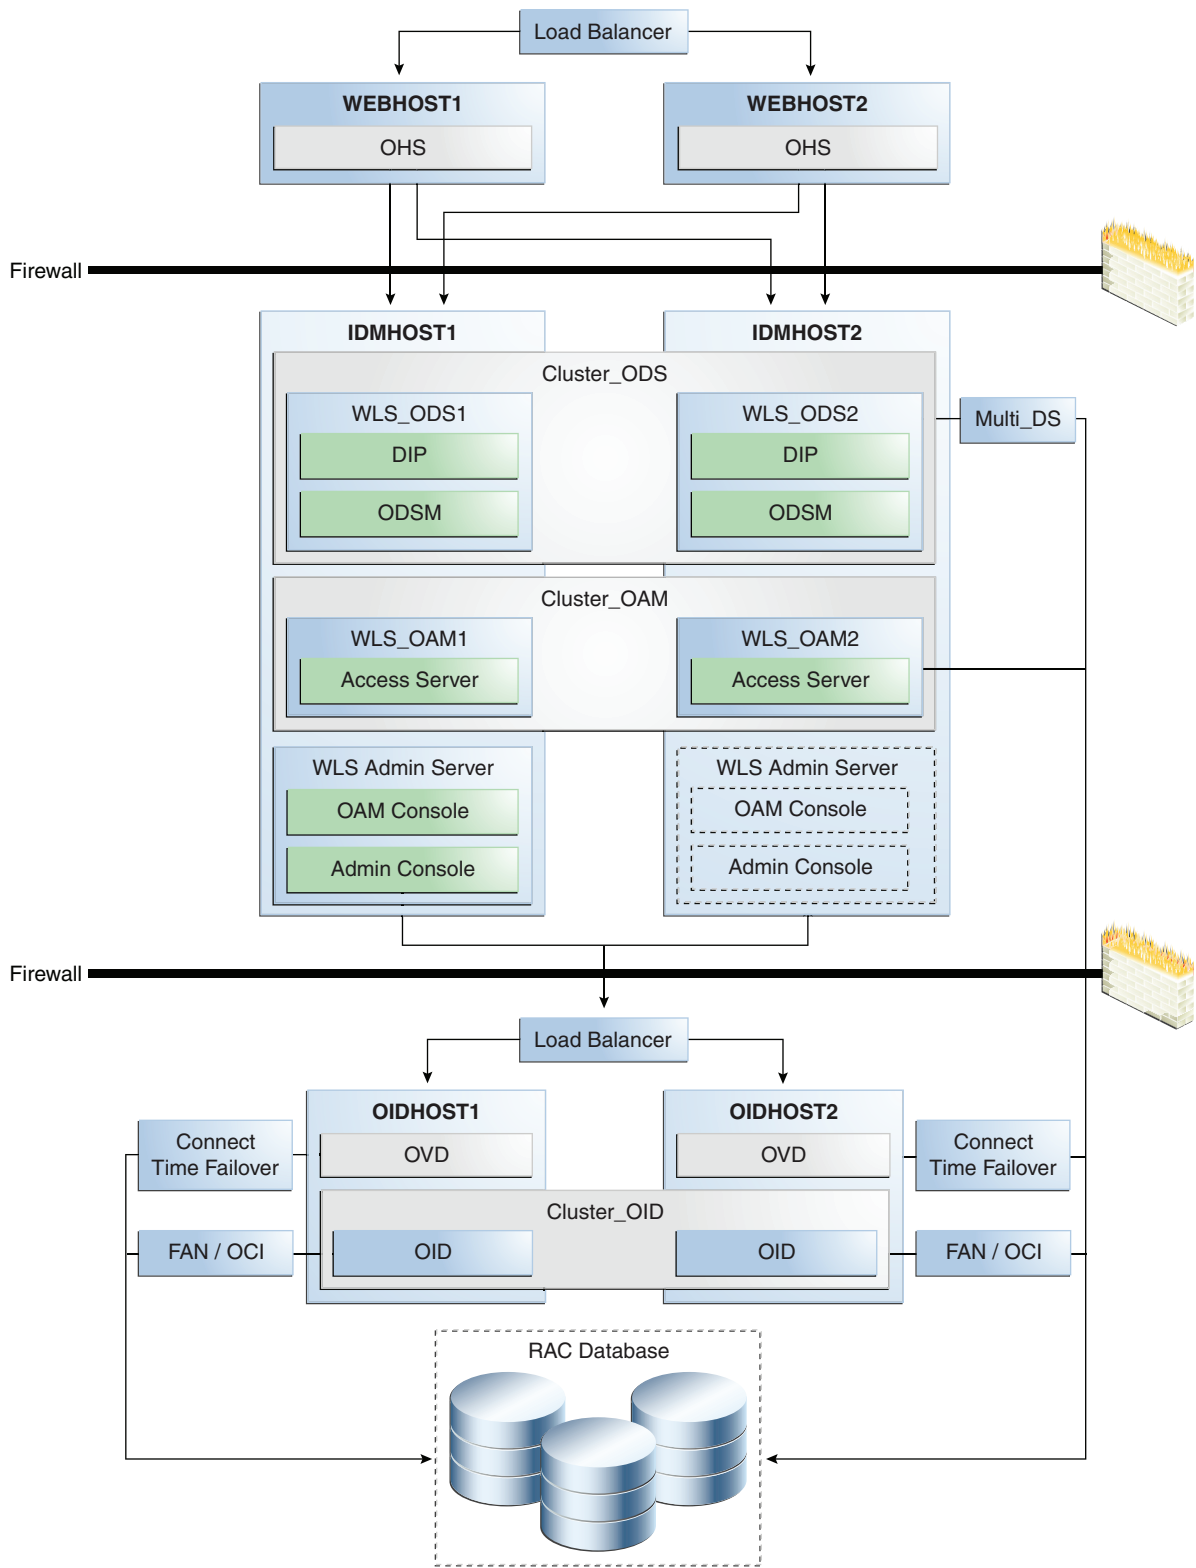 Load Balancer
WEBHOST1
OHS
WEBHOST2
OHS
Firewall
IDMHOST1
IDMHOST2
Cluster_ODS
WLS_ODS1
DIP
ODSM
WLS_ODS2
DIP
ODSM
Multi_DS
Cluster_OAM
WLS_OAM1
Access Server
WLS_OAM2
Access Server
WLS Admin Server
OAM Console
Admin Console
WLS Admin Server
OAM Console
Admin Console
Firewall
Load Balancer
OIDHOST1
OIDHOST2
Connect
Time Failover
OVD
OVD
Connect
Time Failover
Cluster_OID
FAN / OCI
OID
OID
FAN / OCI
RAC Database